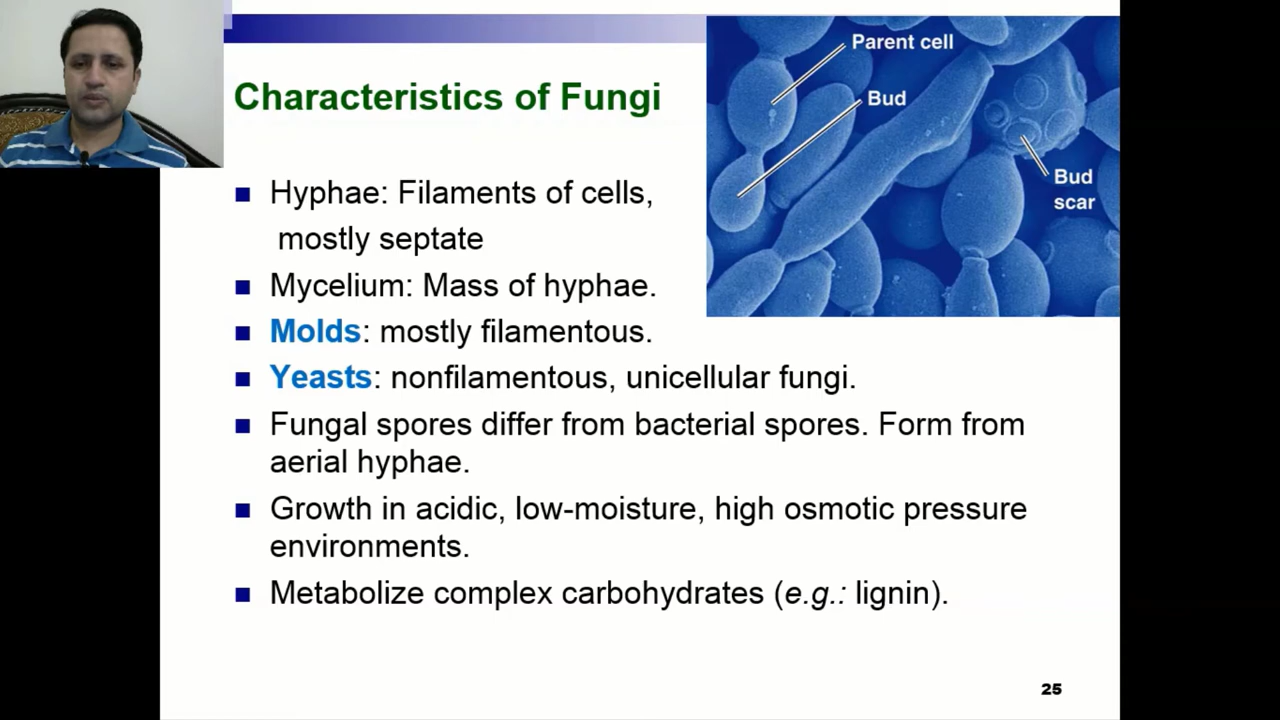 Parent cell
Bud
Bud
scar
Characteristics of Fungi
Hyphae: Filaments of cells,
mostly septate
Mycelium: Mass of hyphae.
Molds: mostly filamentous.
Yeasts: nonfilamentous, unicellular fungi.
Fungal spores differ from bacterial spores. Form from
aerial hyphae.
Growth in acidic, low-moisture, high osmotic pressure
environments.
Metabolize complex carbohydrates (e.g.: lignin).
25